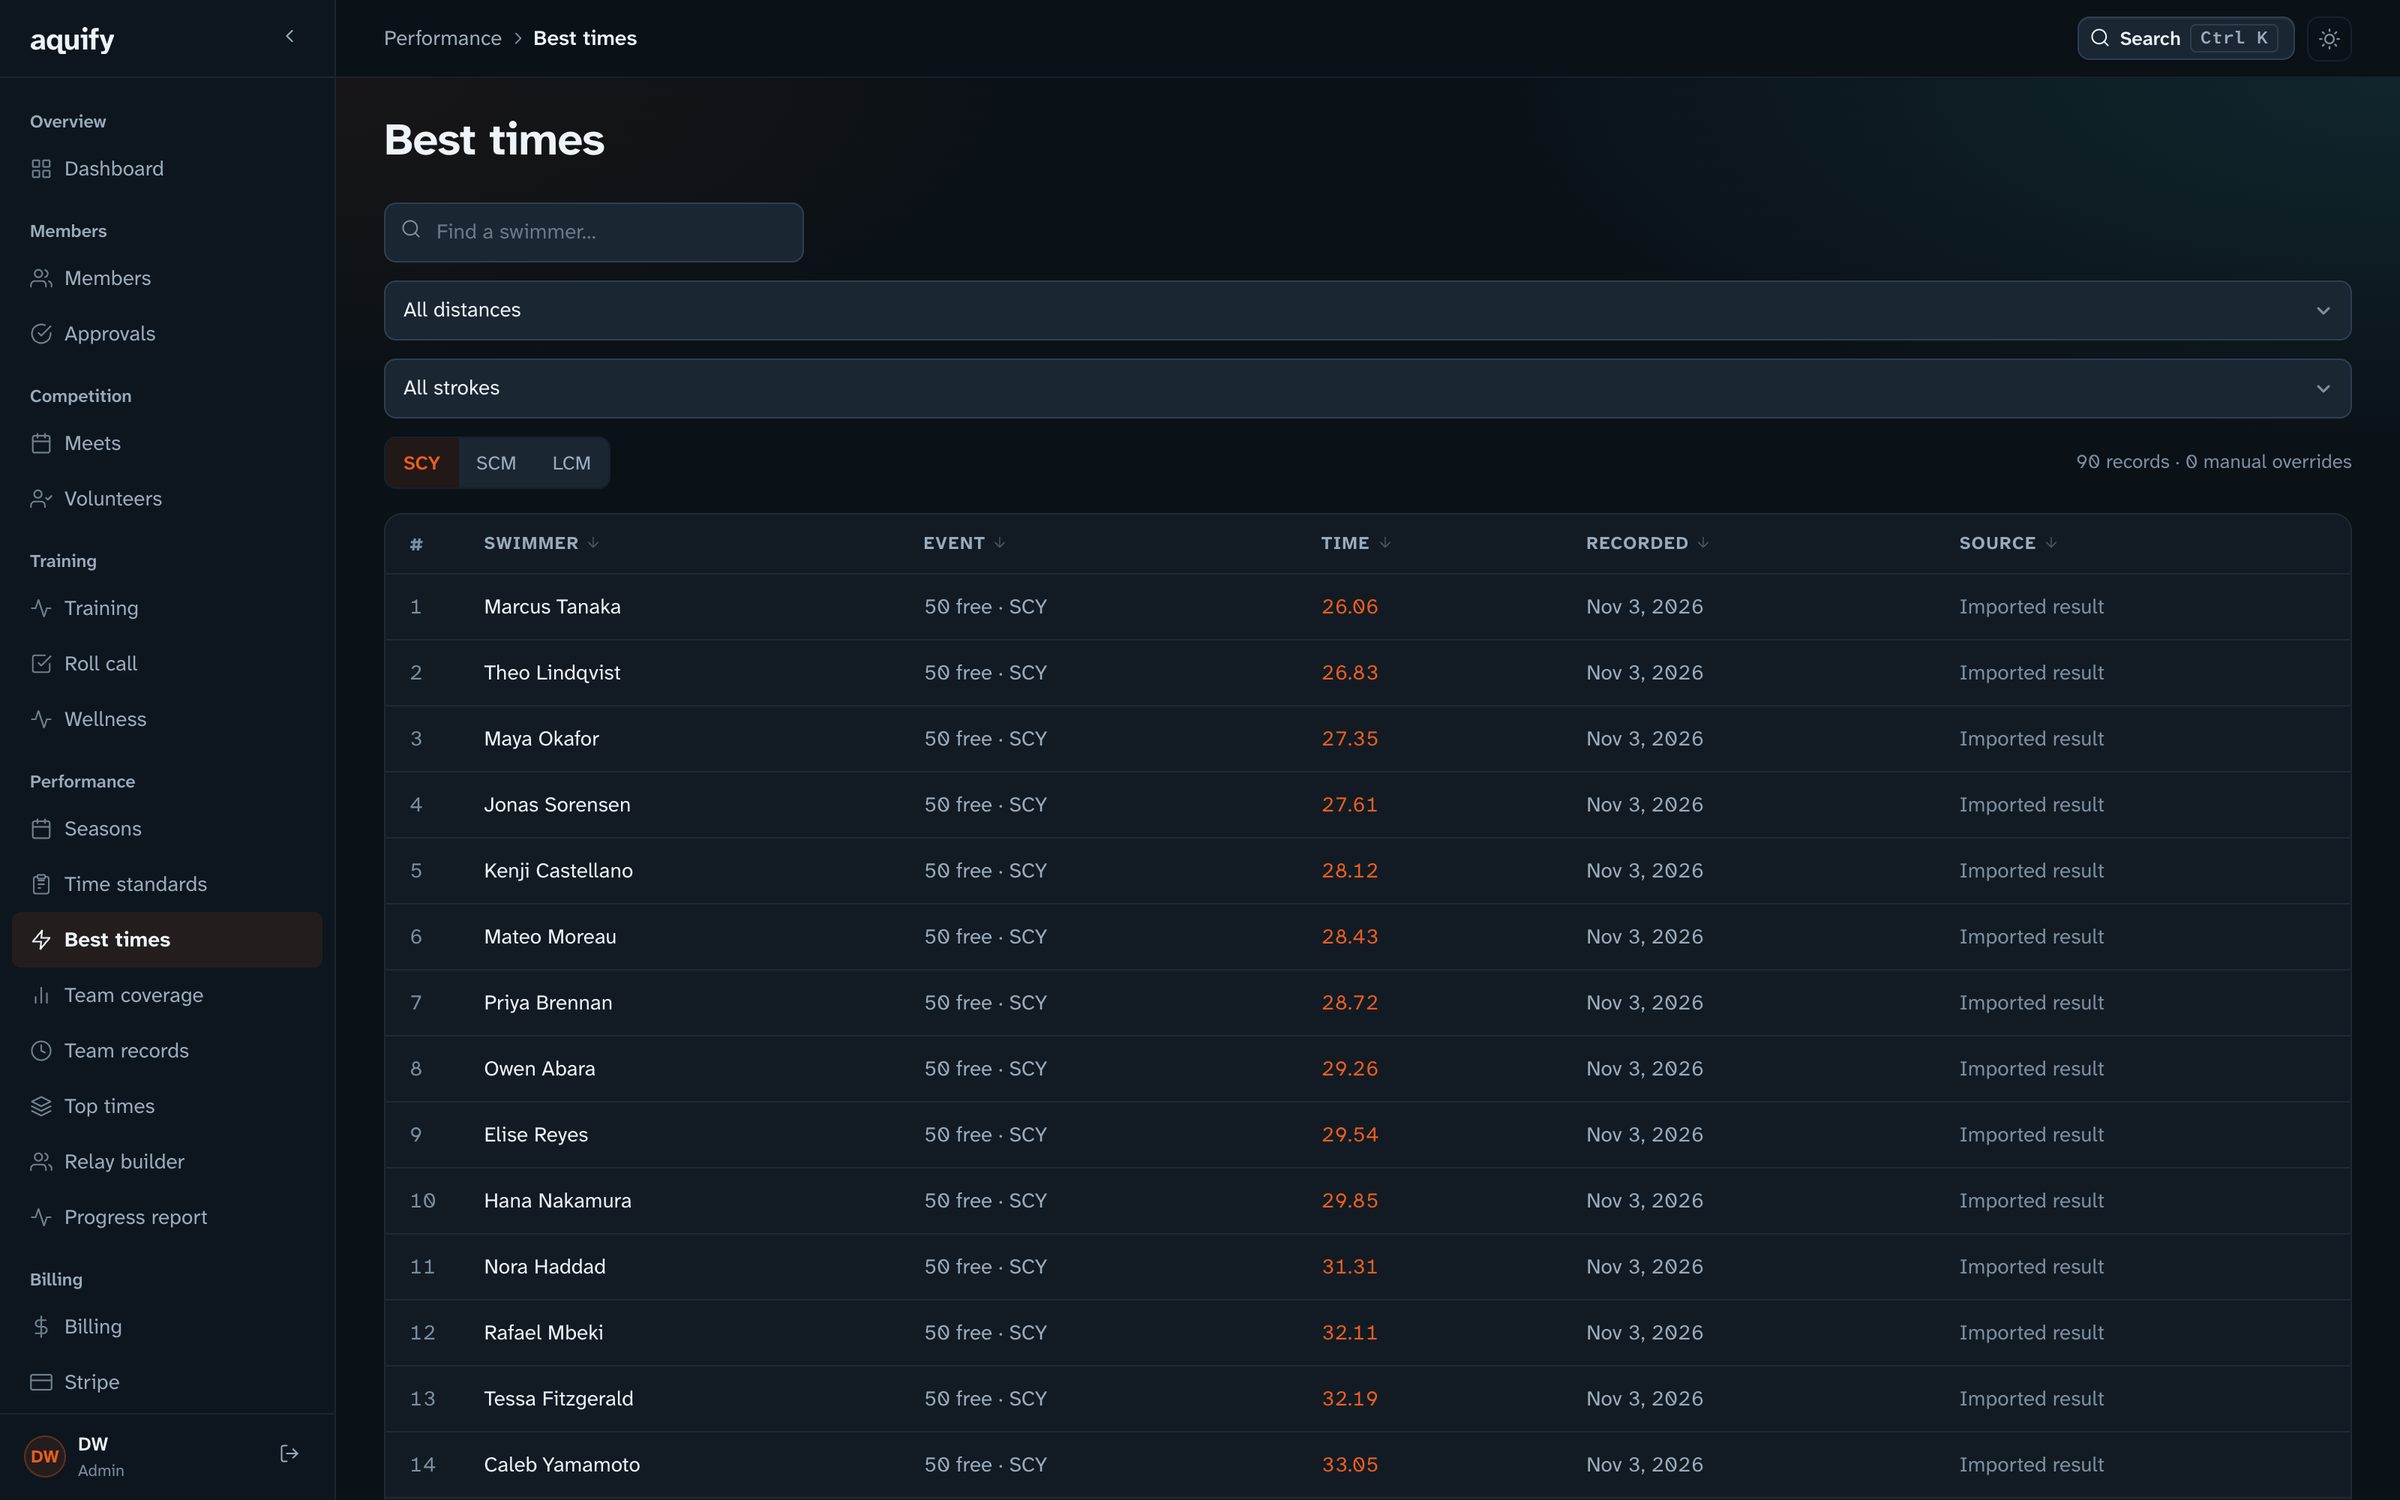 aquify
Performance > Best times
Search Ctrl K
Overview
Dashboard
Members
Members
Approvals
Competition
Meets
Volunteers
Training
Training
Roll call
Wellness
Performance
Seasons
Time standards
Best times
Team coverage
Team records
Top times
Relay builder
Progress report
Billing
Billing
Stripe
DW
DW
Admin
Best times
Find a swimmer...
All distances
All strokes
SCY SCM LCM
90 records · 0 manual overrides
# SWIMMER ↓ EVENT ↓ TIME ↓ RECORDED ↓ SOURCE ↓
1 Marcus Tanaka 50 free · SCY 26.06 Nov 3, 2026 Imported result
2 Theo Lindqvist 50 free · SCY 26.83 Nov 3, 2026 Imported result
3 Maya Okafor 50 free · SCY 27.35 Nov 3, 2026 Imported result
4 Jonas Sorensen 50 free · SCY 27.61 Nov 3, 2026 Imported result
5 Kenji Castellano 50 free · SCY 28.12 Nov 3, 2026 Imported result
6 Mateo Moreau 50 free · SCY 28.43 Nov 3, 2026 Imported result
7 Priya Brennan 50 free · SCY 28.72 Nov 3, 2026 Imported result
8 Owen Abara 50 free · SCY 29.26 Nov 3, 2026 Imported result
9 Elise Reyes 50 free · SCY 29.54 Nov 3, 2026 Imported result
10 Hana Nakamura 50 free · SCY 29.85 Nov 3, 2026 Imported result
11 Nora Haddad 50 free · SCY 31.31 Nov 3, 2026 Imported result
12 Rafael Mbeki 50 free · SCY 32.11 Nov 3, 2026 Imported result
13 Tessa Fitzgerald 50 free · SCY 32.19 Nov 3, 2026 Imported result
14 Caleb Yamamoto 50 free · SCY 33.05 Nov 3, 2026 Imported result